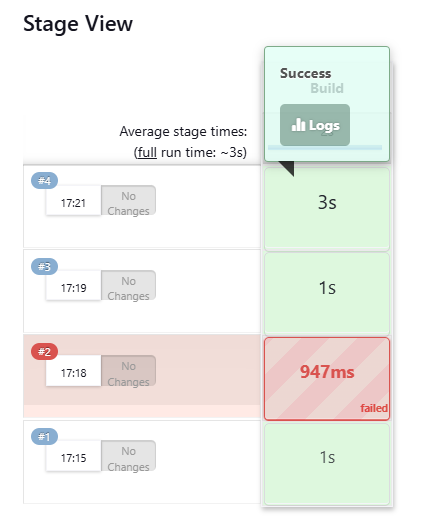 Stage View
Success
Build
Logs
Average stage times:
(full run time: ~3s)
#4
17:21
No
Changes
3s
#3
17:19
No
Changes
1s
#2
17:18
No
Changes
947ms
failed
#1
17:15
No
Changes
1s